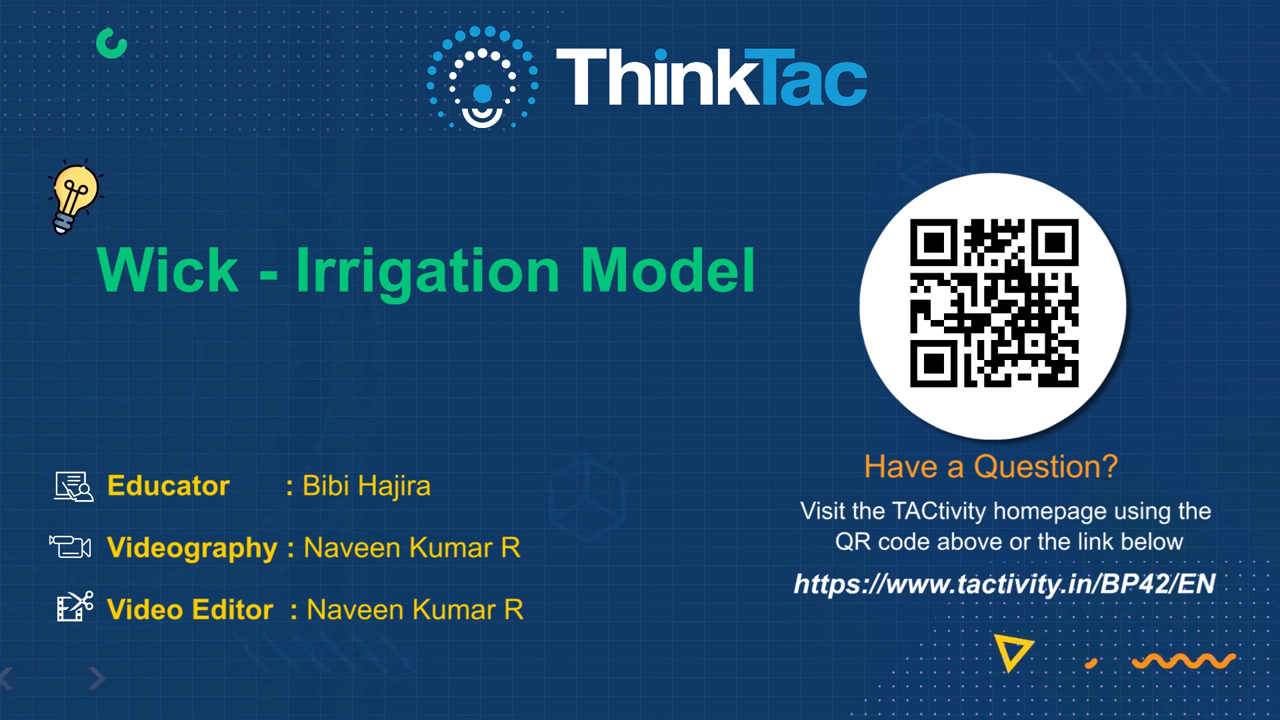 ThinkTac
Wick - Irrigation Model
Educator : Bibi Hajira
Videography : Naveen Kumar R
Video Editor : Naveen Kumar R
Have a Question?
Visit the TACtivity homepage using the
QR code above or the link below
https://www.tactivity.in/BP42/EN